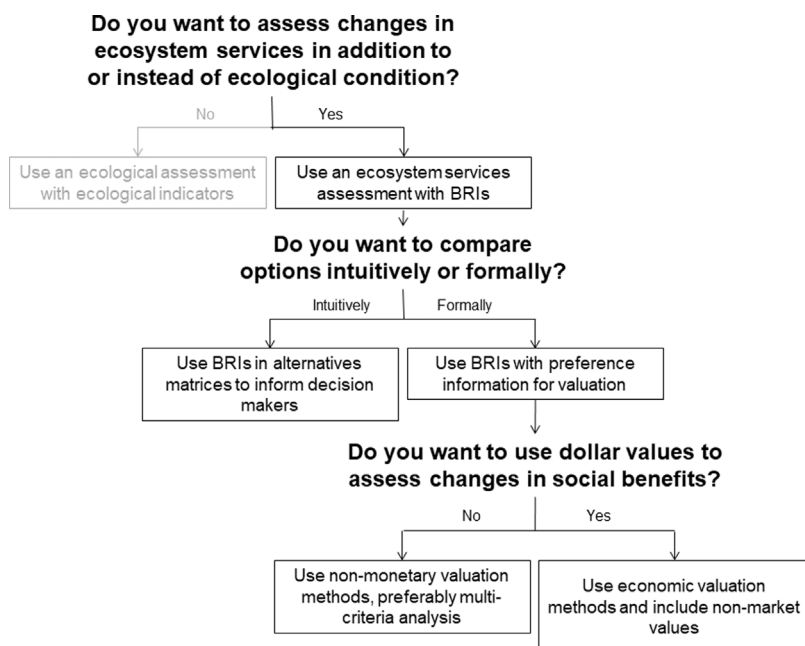 Do you want to assess changes in
ecosystem services in addition to
or instead of ecological condition?
No
Yes
Use an ecological assessment
with ecological indicators
Use an ecosystem services
assessment with BRIs
Do you want to compare
options intuitively or formally?
Intuitively
Formally
Use BRIs in alternatives
matrices to inform decision
makers
Use BRIs with preference
information for valuation
Do you want to use dollar values to
assess changes in social benefits?
No
Yes
Use non-monetary valuation
methods, preferably multi-
criteria analysis
Use economic valuation
methods and include non-market
values